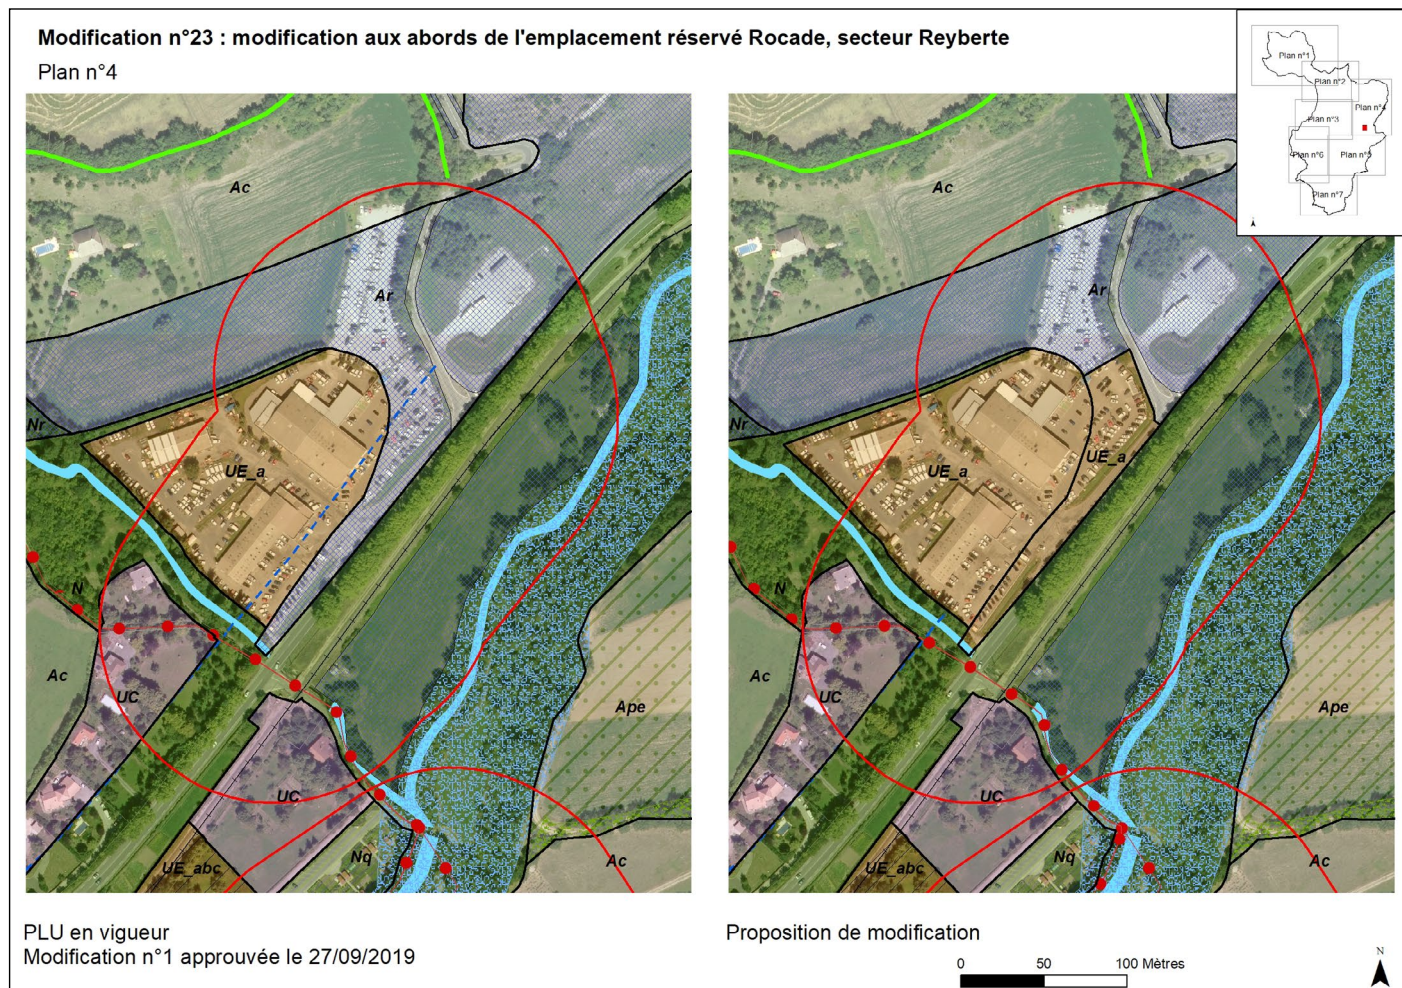 Modification n°23 : modification aux abords de l'emplacement réservé Rocade, secteur Reyberte
Plan n°4
Plan n°1
Plan n°2
Plan n°4
Plan n°3
Plan n°6
Plan n°5
Plan n°7
Ac
Ar
Nr
UE_a
N
Ac
UC
UC
UE_abc
Nq
Ape
Ac
Ac
Ar
Nr
UE_a
UE_a
N
Ac
UC
UC
UE_abc
Nq
Ape
Ac
PLU en vigueur
Modification n°1 approuvée le 27/09/2019
Proposition de modification
0 50 100 Mètres
N